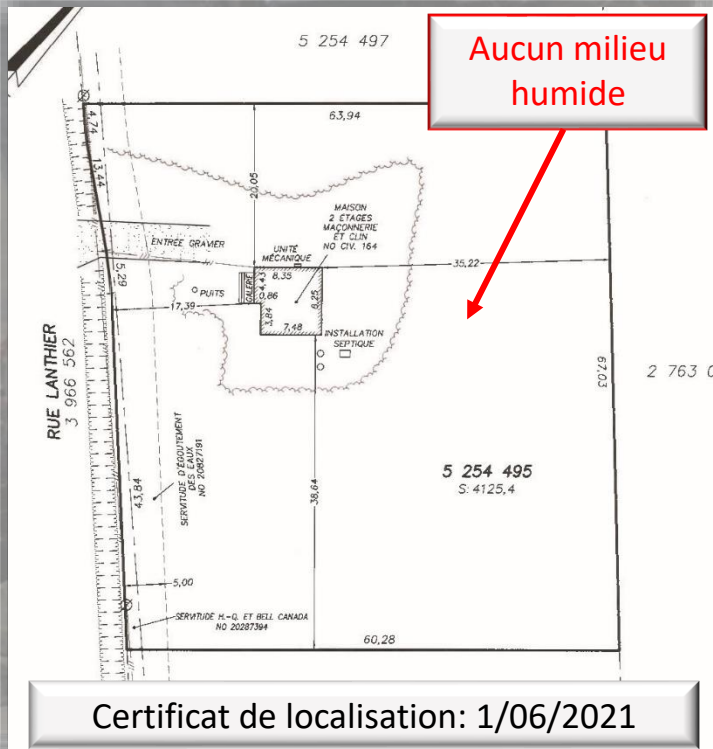 5 254 497
Aucun milieu
humide
63,94
4,74
13,44
20,05
MAISON
2 ÉTAGES
MAÇONNERIE
ET CLIN
NO CIV. 164
ENTRÉE GRAVIER
UNITÉ
MÉCANIQUE
35,22
5,29
8,35
4,43
0,86
GALERIE
PUITS
17,39
3,84
8,25
7,48
INSTALLATION
SEPTIQUE
RUE LANTHIER
3 966 562
67,03
2 763 0
SERVITUDE D'ÉGOUTTEMENT
DES EAUX
NO 20827191
43,84
38,64
5 254 495
S: 4125,4
5,00
SERVITUDE H.-Q. ET BELL CANADA
NO 20287394
60,28
Certificat de localisation: 1/06/2021